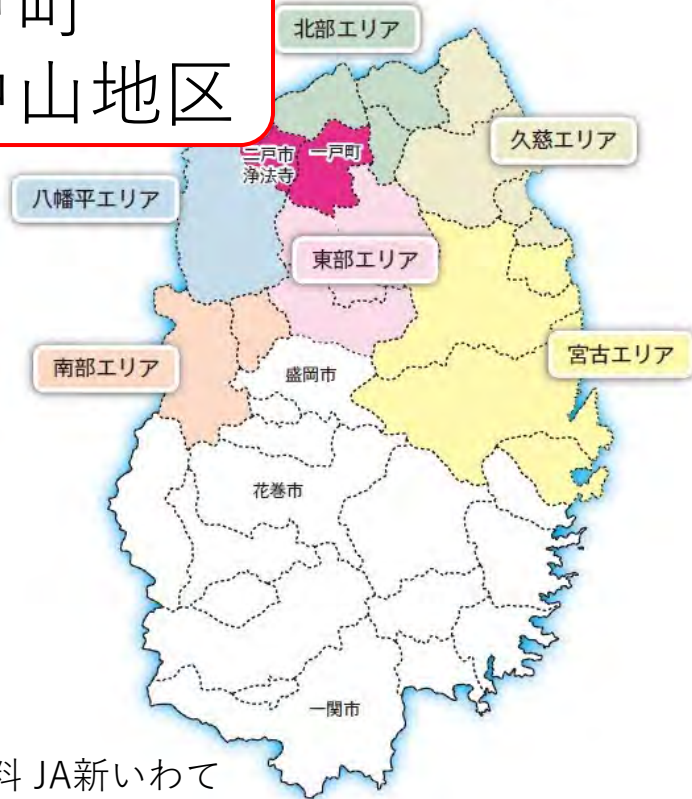 町
山地区
北部エリア
久慈エリア
二戸市
浄法寺
一戸町
八幡平エリア
東部エリア
宮古エリア
南部エリア
盛岡市
花巻市
一関市
料 JA新いわて